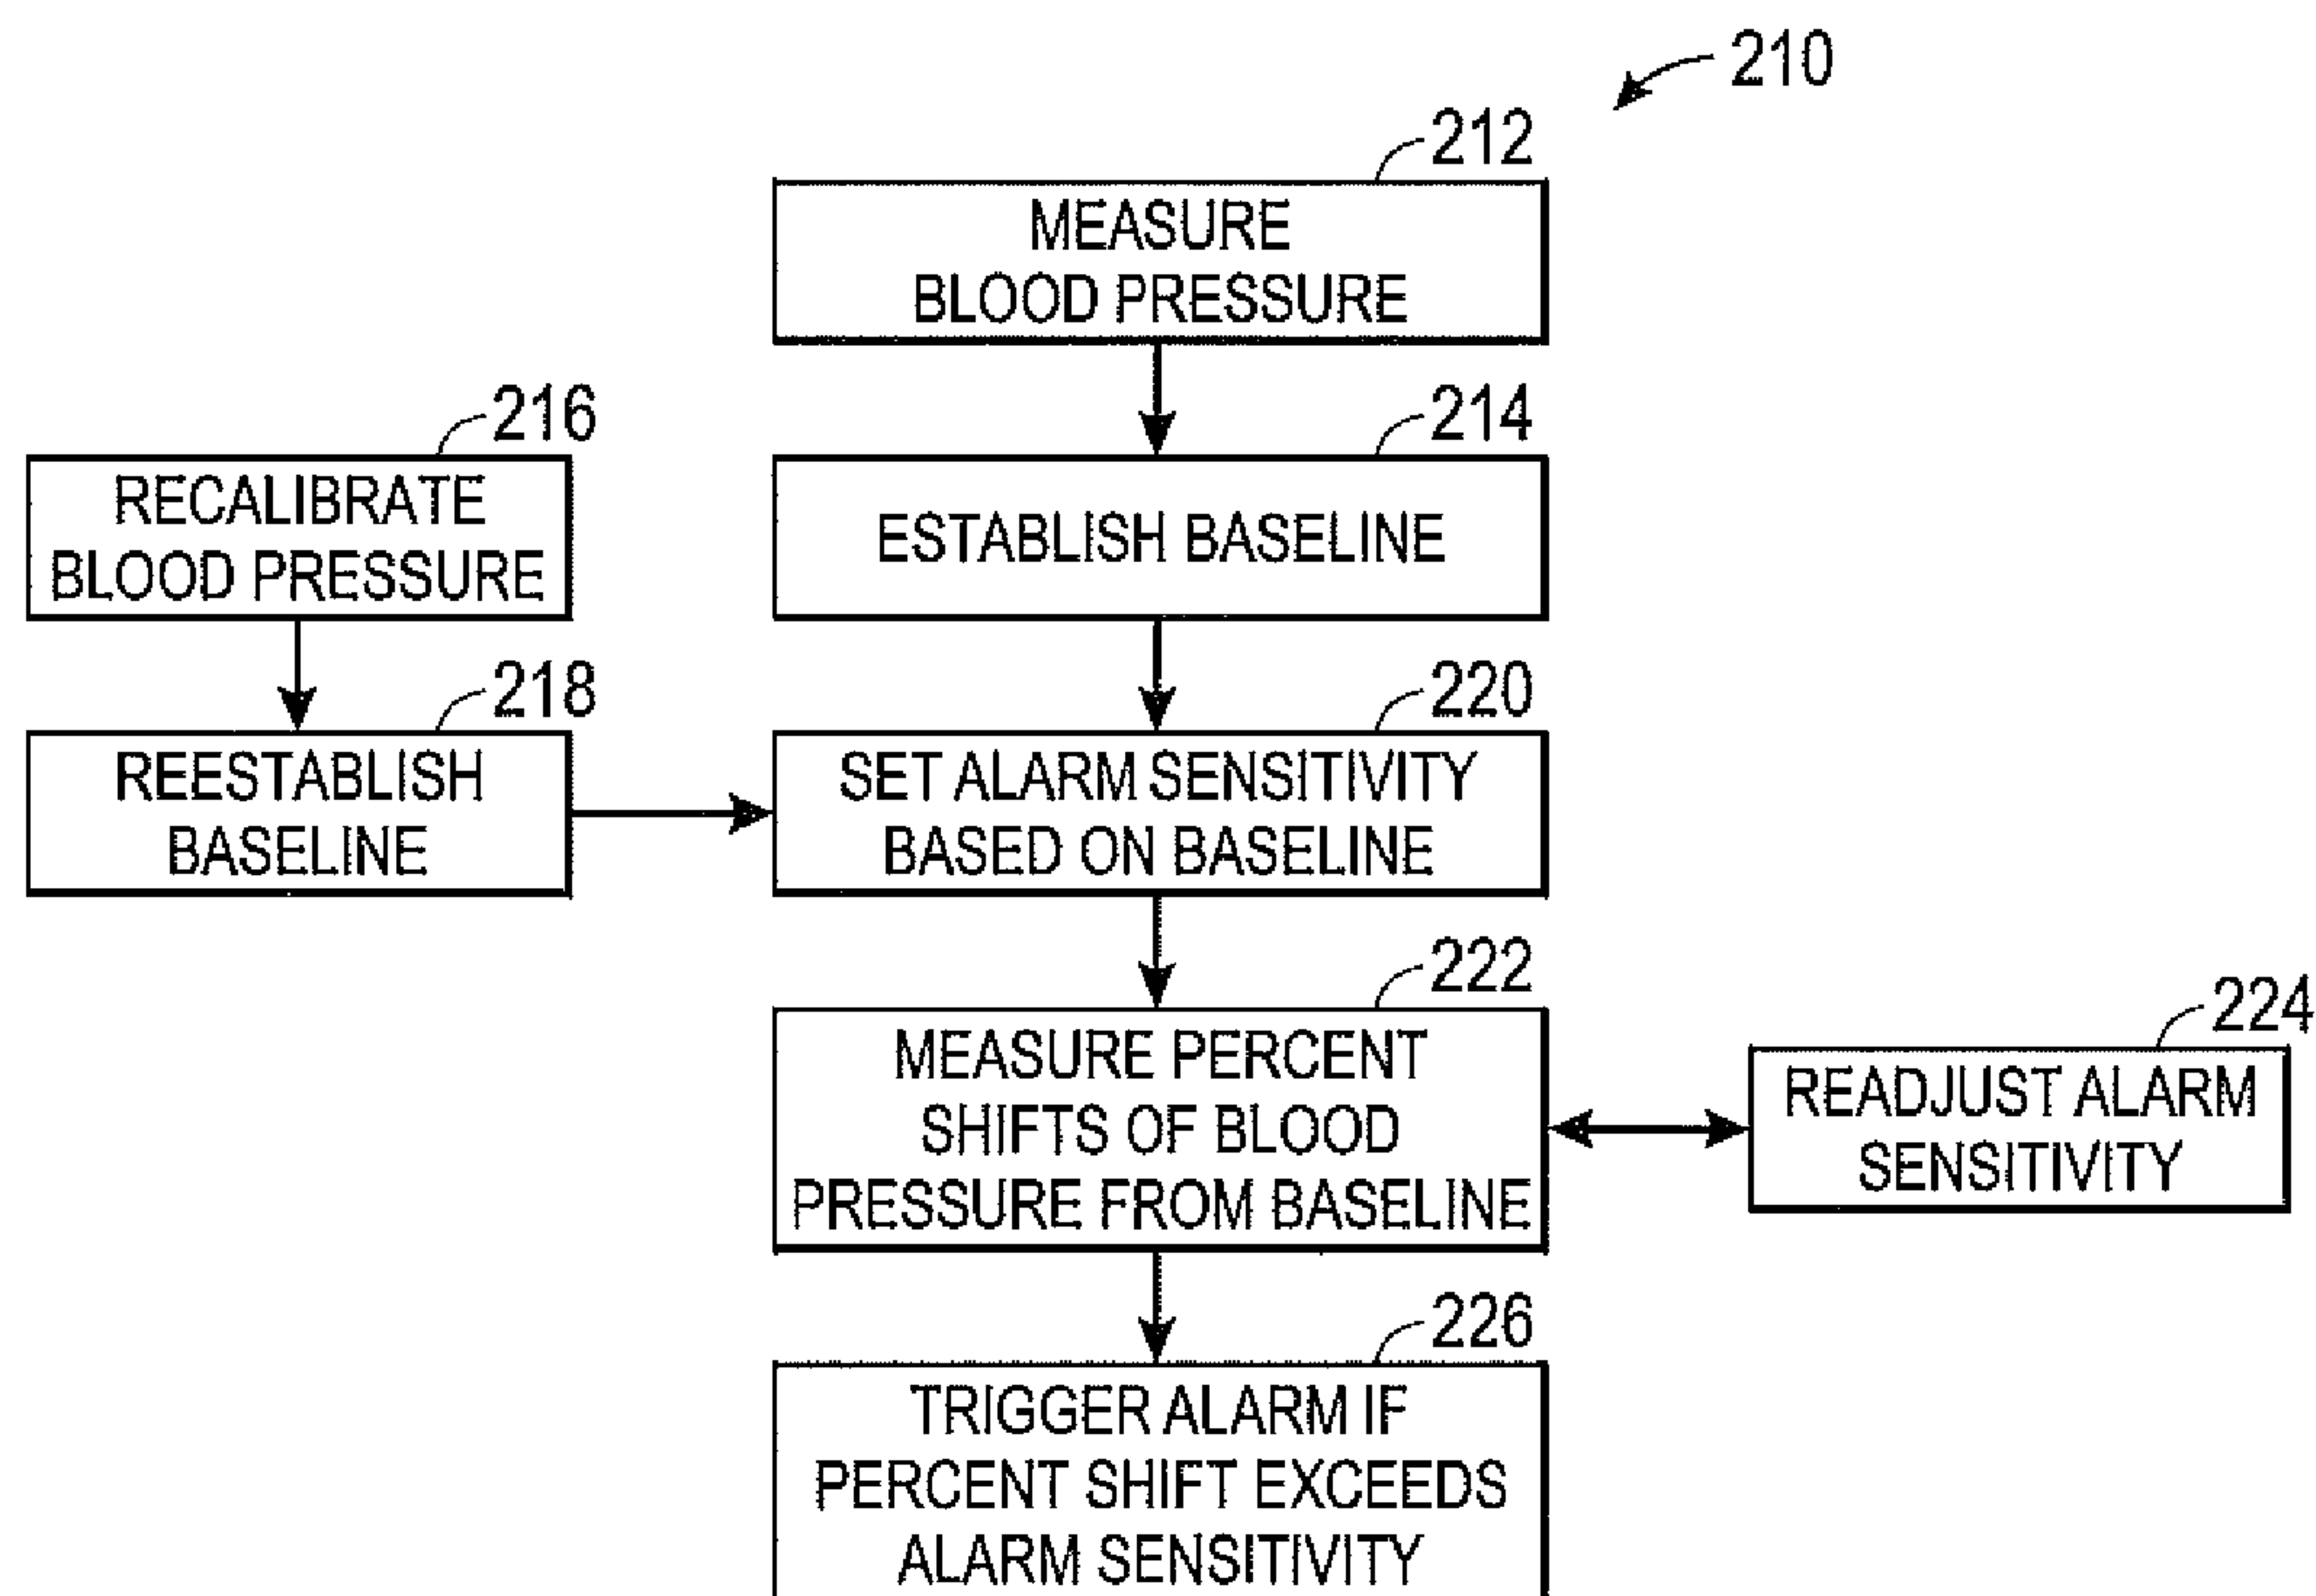 210
212
MEASURE
BLOOD PRESSURE
216
RECALIBRATE
BLOOD PRESSURE
214
ESTABLISH BASELINE
218
REESTABLISH
BASELINE
220
SET ALARM SENSITIVITY
BASED ON BASELINE
222
MEASURE PERCENT
SHIFTS OF BLOOD
PRESSURE FROM BASELINE
224
READJUST ALARM
SENSITIVITY
226
TRIGGER ALARM IF
PERCENT SHIFT EXCEEDS
ALARM SENSITIVITY